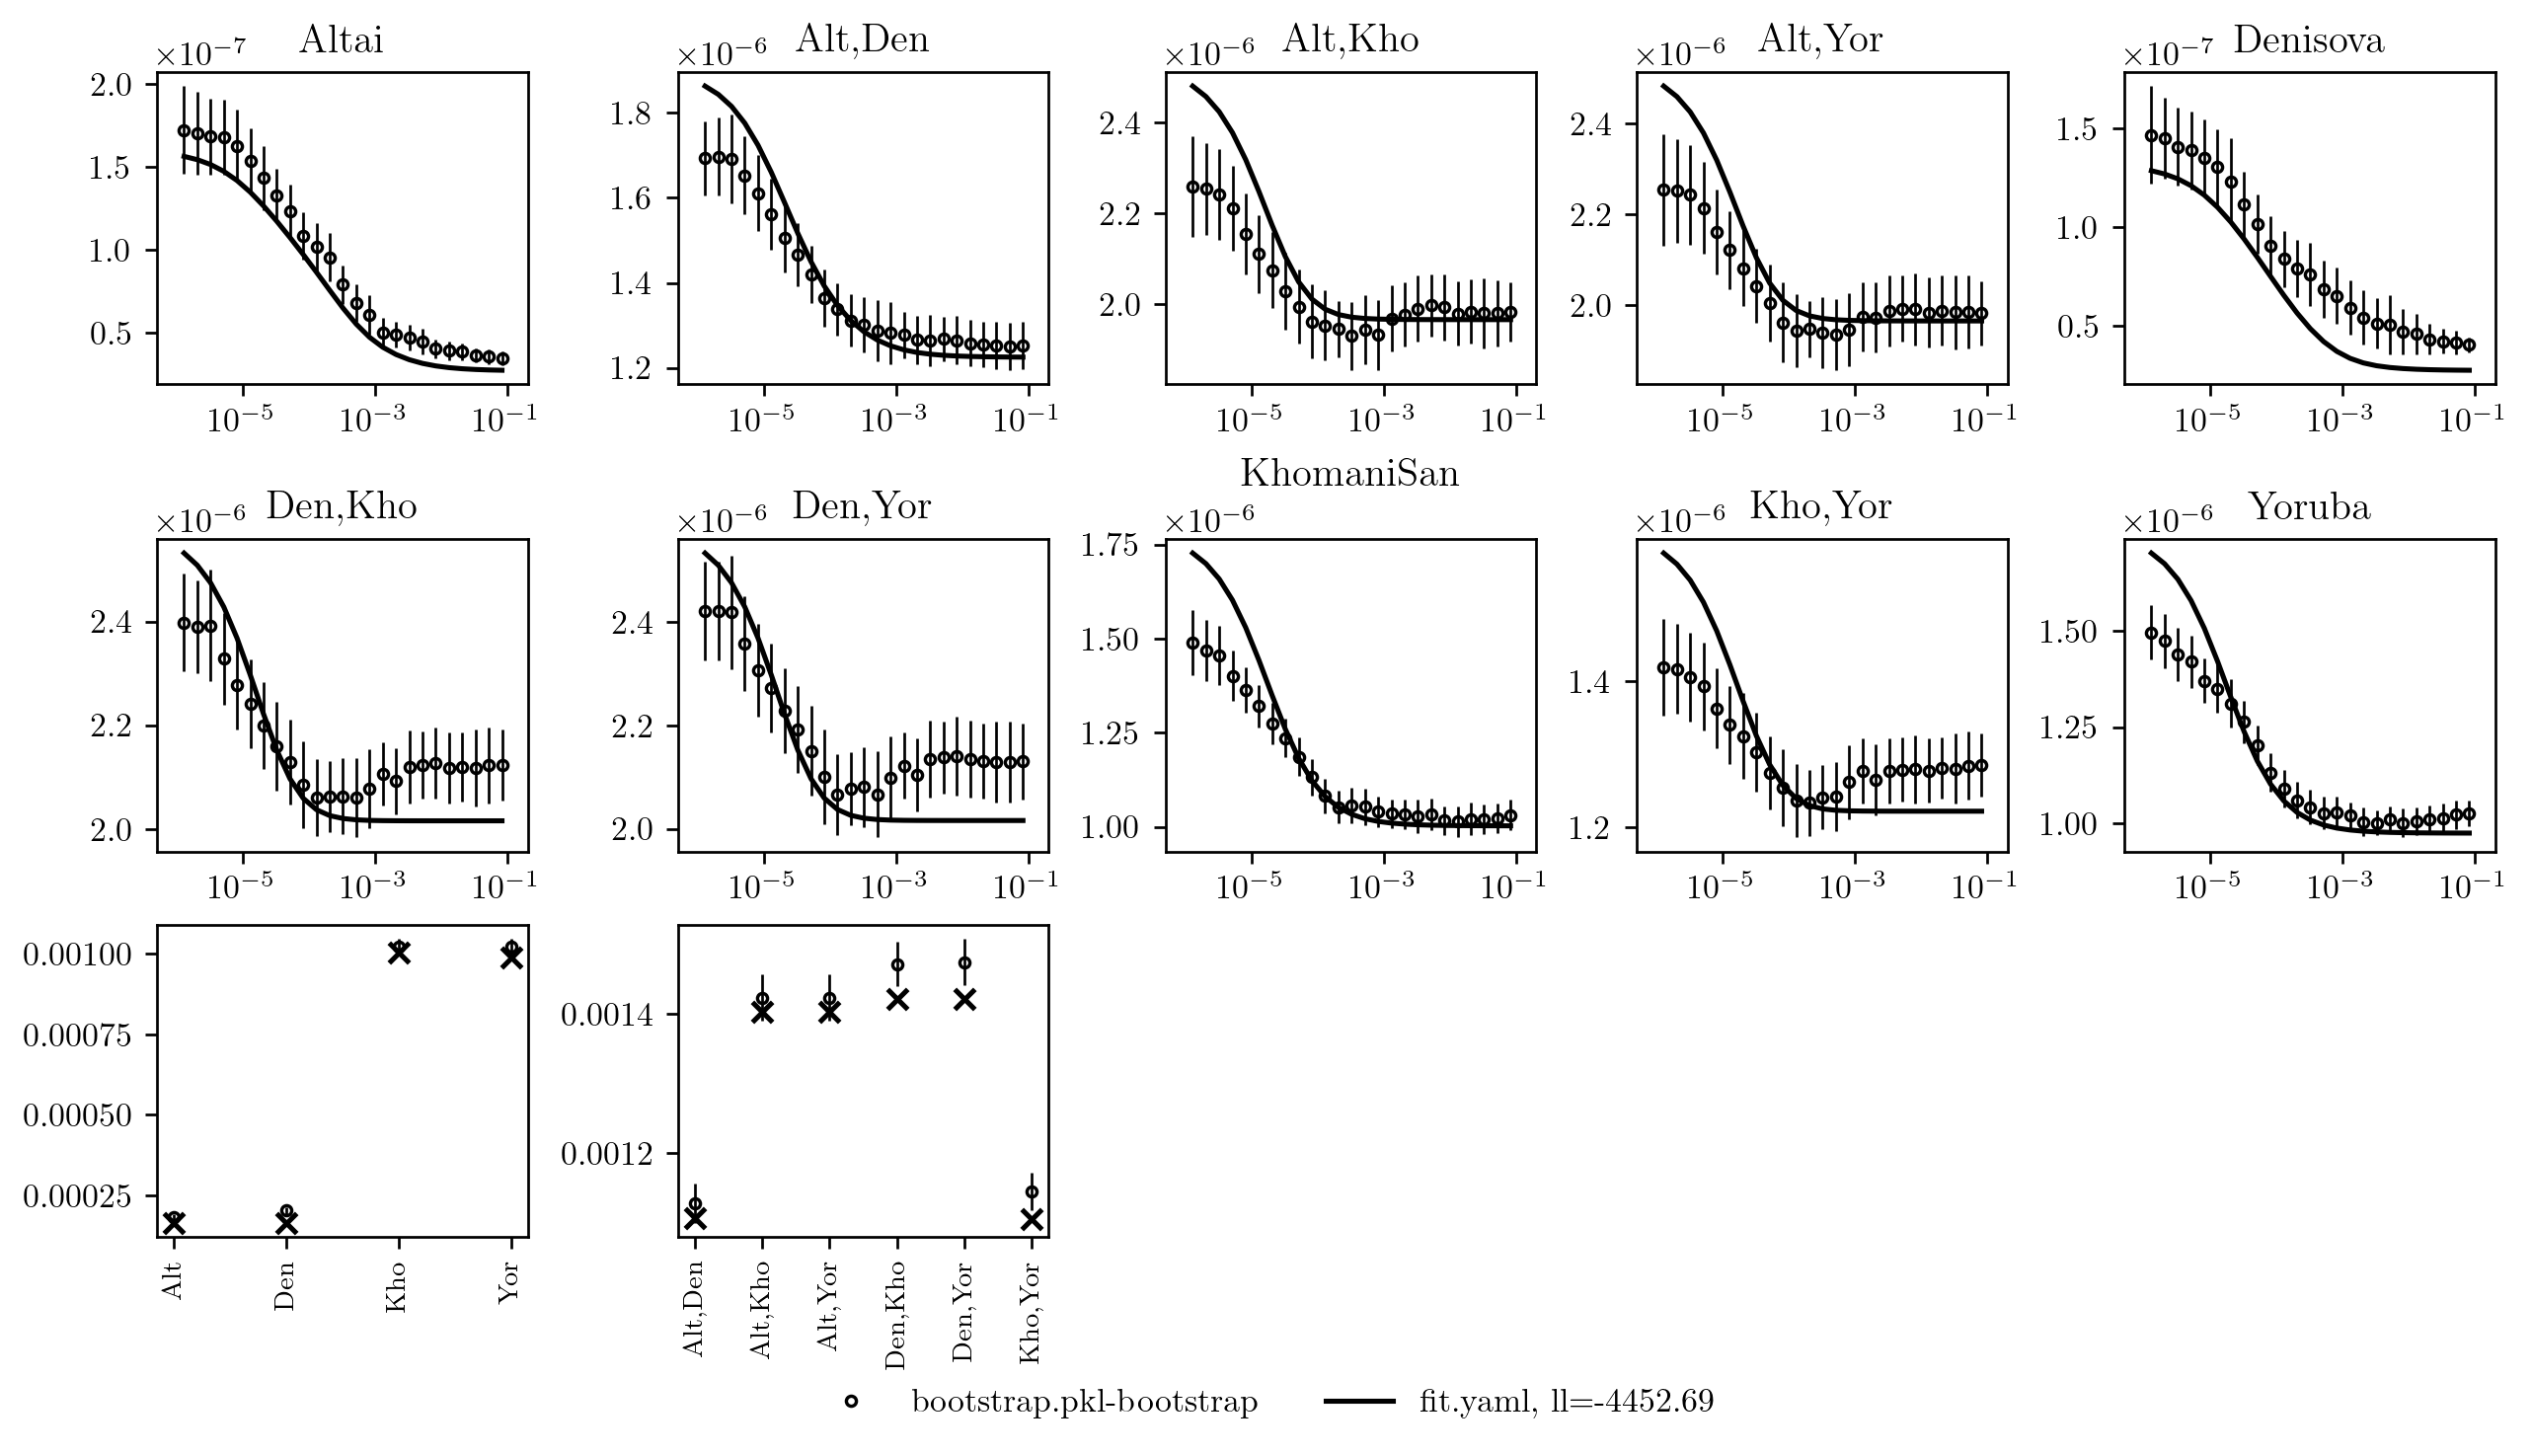 Altai
×10⁻⁷
2.0
1.5
1.0
0.5
10⁻⁵ 10⁻³ 10⁻¹
Alt,Den
×10⁻⁶
1.8
1.6
1.4
1.2
10⁻⁵ 10⁻³ 10⁻¹
Alt,Kho
×10⁻⁶
2.4
2.2
2.0
10⁻⁵ 10⁻³ 10⁻¹
Alt,Yor
×10⁻⁶
2.4
2.2
2.0
10⁻⁵ 10⁻³ 10⁻¹
Denisova
×10⁻⁷
1.5
1.0
0.5
10⁻⁵ 10⁻³ 10⁻¹
Den,Kho
×10⁻⁶
2.4
2.2
2.0
10⁻⁵ 10⁻³ 10⁻¹
Den,Yor
×10⁻⁶
2.4
2.2
2.0
10⁻⁵ 10⁻³ 10⁻¹
KhomaniSan
×10⁻⁶
1.75
1.50
1.25
1.00
10⁻⁵ 10⁻³ 10⁻¹
Kho,Yor
×10⁻⁶
1.4
1.2
10⁻⁵ 10⁻³ 10⁻¹
Yoruba
×10⁻⁶
1.50
1.25
1.00
10⁻⁵ 10⁻³ 10⁻¹
0.00100
0.00075
0.00050
0.00025
Alt
Den
Kho
Yor
0.0014
0.0012
Alt,Den
Alt,Kho
Alt,Yor
Den,Kho
Den,Yor
Kho,Yor
bootstrap.pkl-bootstrap
fit.yaml, ll=-4452.69